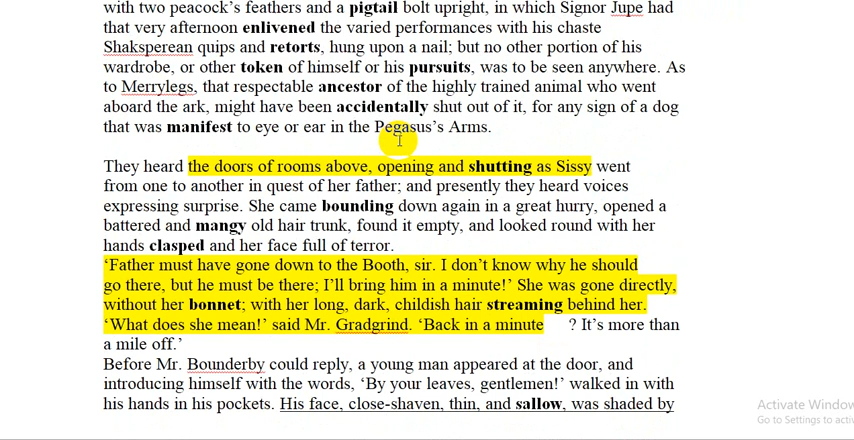 with two peacock’s feathers and a pigtail bolt upright, in which Signor Jupe had
that very afternoon enlivened the varied performances with his chaste
Shaksperean quips and retorts, hung upon a nail; but no other portion of his
wardrobe, or other token of himself or his pursuits, was to be seen anywhere. As
to Merrylegs, that respectable ancestor of the highly trained animal who went
aboard the ark, might have been accidentally shut out of it, for any sign of a dog
that was manifest to eye or ear in the Pegasus’s Arms.
They heard the doors of rooms above, opening and shutting as Sissy went
from one to another in quest of her father; and presently they heard voices
expressing surprise. She came bounding down again in a great hurry, opened a
battered and mangy old hair trunk, found it empty, and looked round with her
hands clasped and her face full of terror.
‘Father must have gone down to the Booth, sir. I don’t know why he should
go there, but he must be there; I’ll bring him in a minute!’ She was gone directly,
without her bonnet; with her long, dark, childish hair streaming behind her.
‘What does she mean!’ said Mr. Gradgrind. ‘Back in a minute ? It’s more than
a mile off.’
Before Mr. Bounderby could reply, a young man appeared at the door, and
introducing himself with the words, ‘By your leaves, gentlemen!’ walked in with
his hands in his pockets. His face, close-shaven, thin, and sallow, was shaded by
Activate Window
Go to Settings to activ